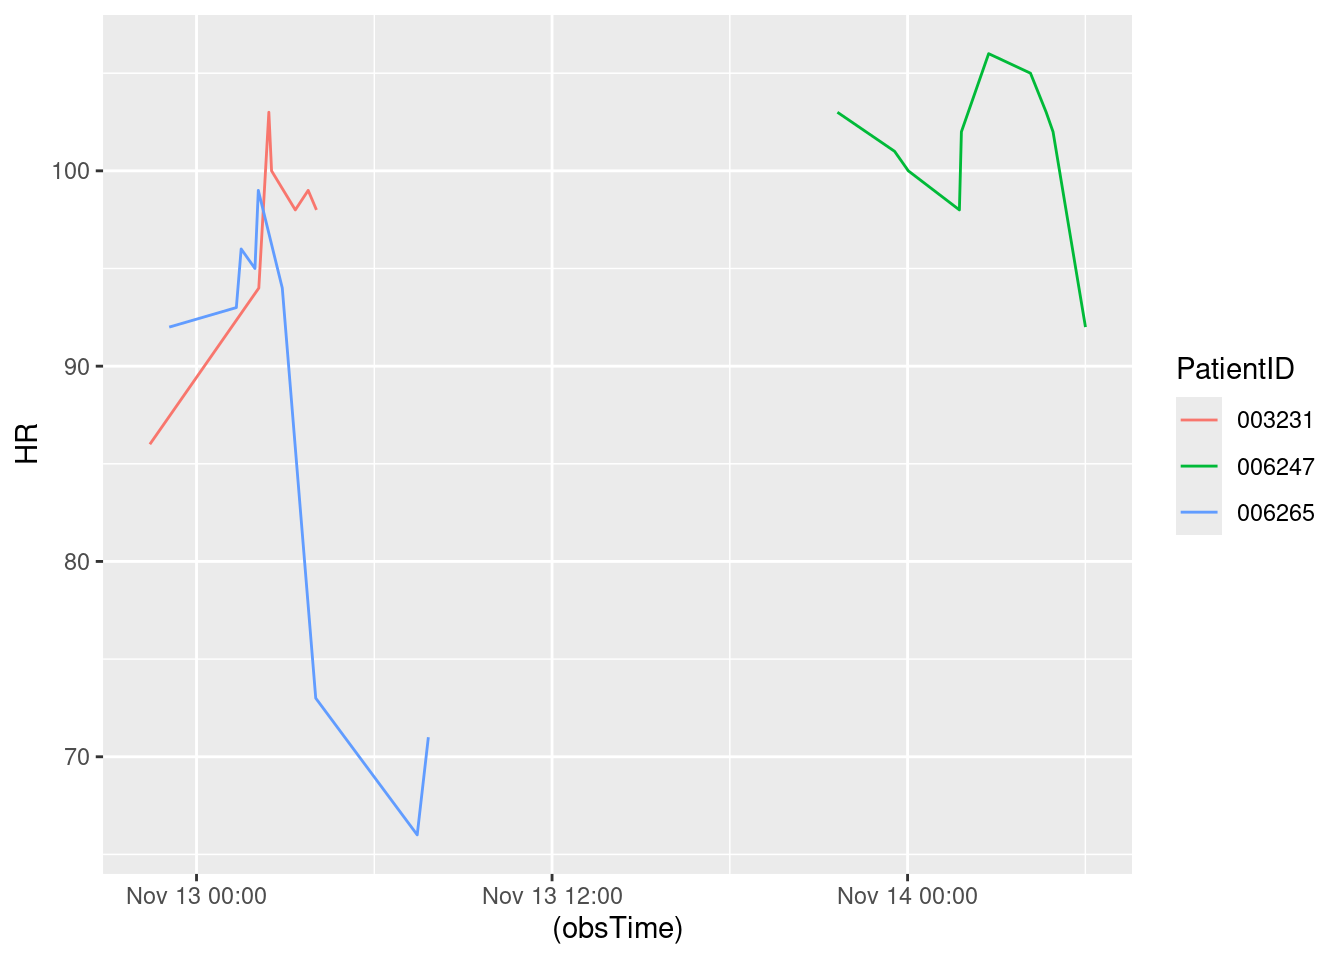 100
90
80
70
HR
Nov 13 00:00
Nov 13 12:00
Nov 14 00:00
(obsTime)
PatientID
003231
006247
006265